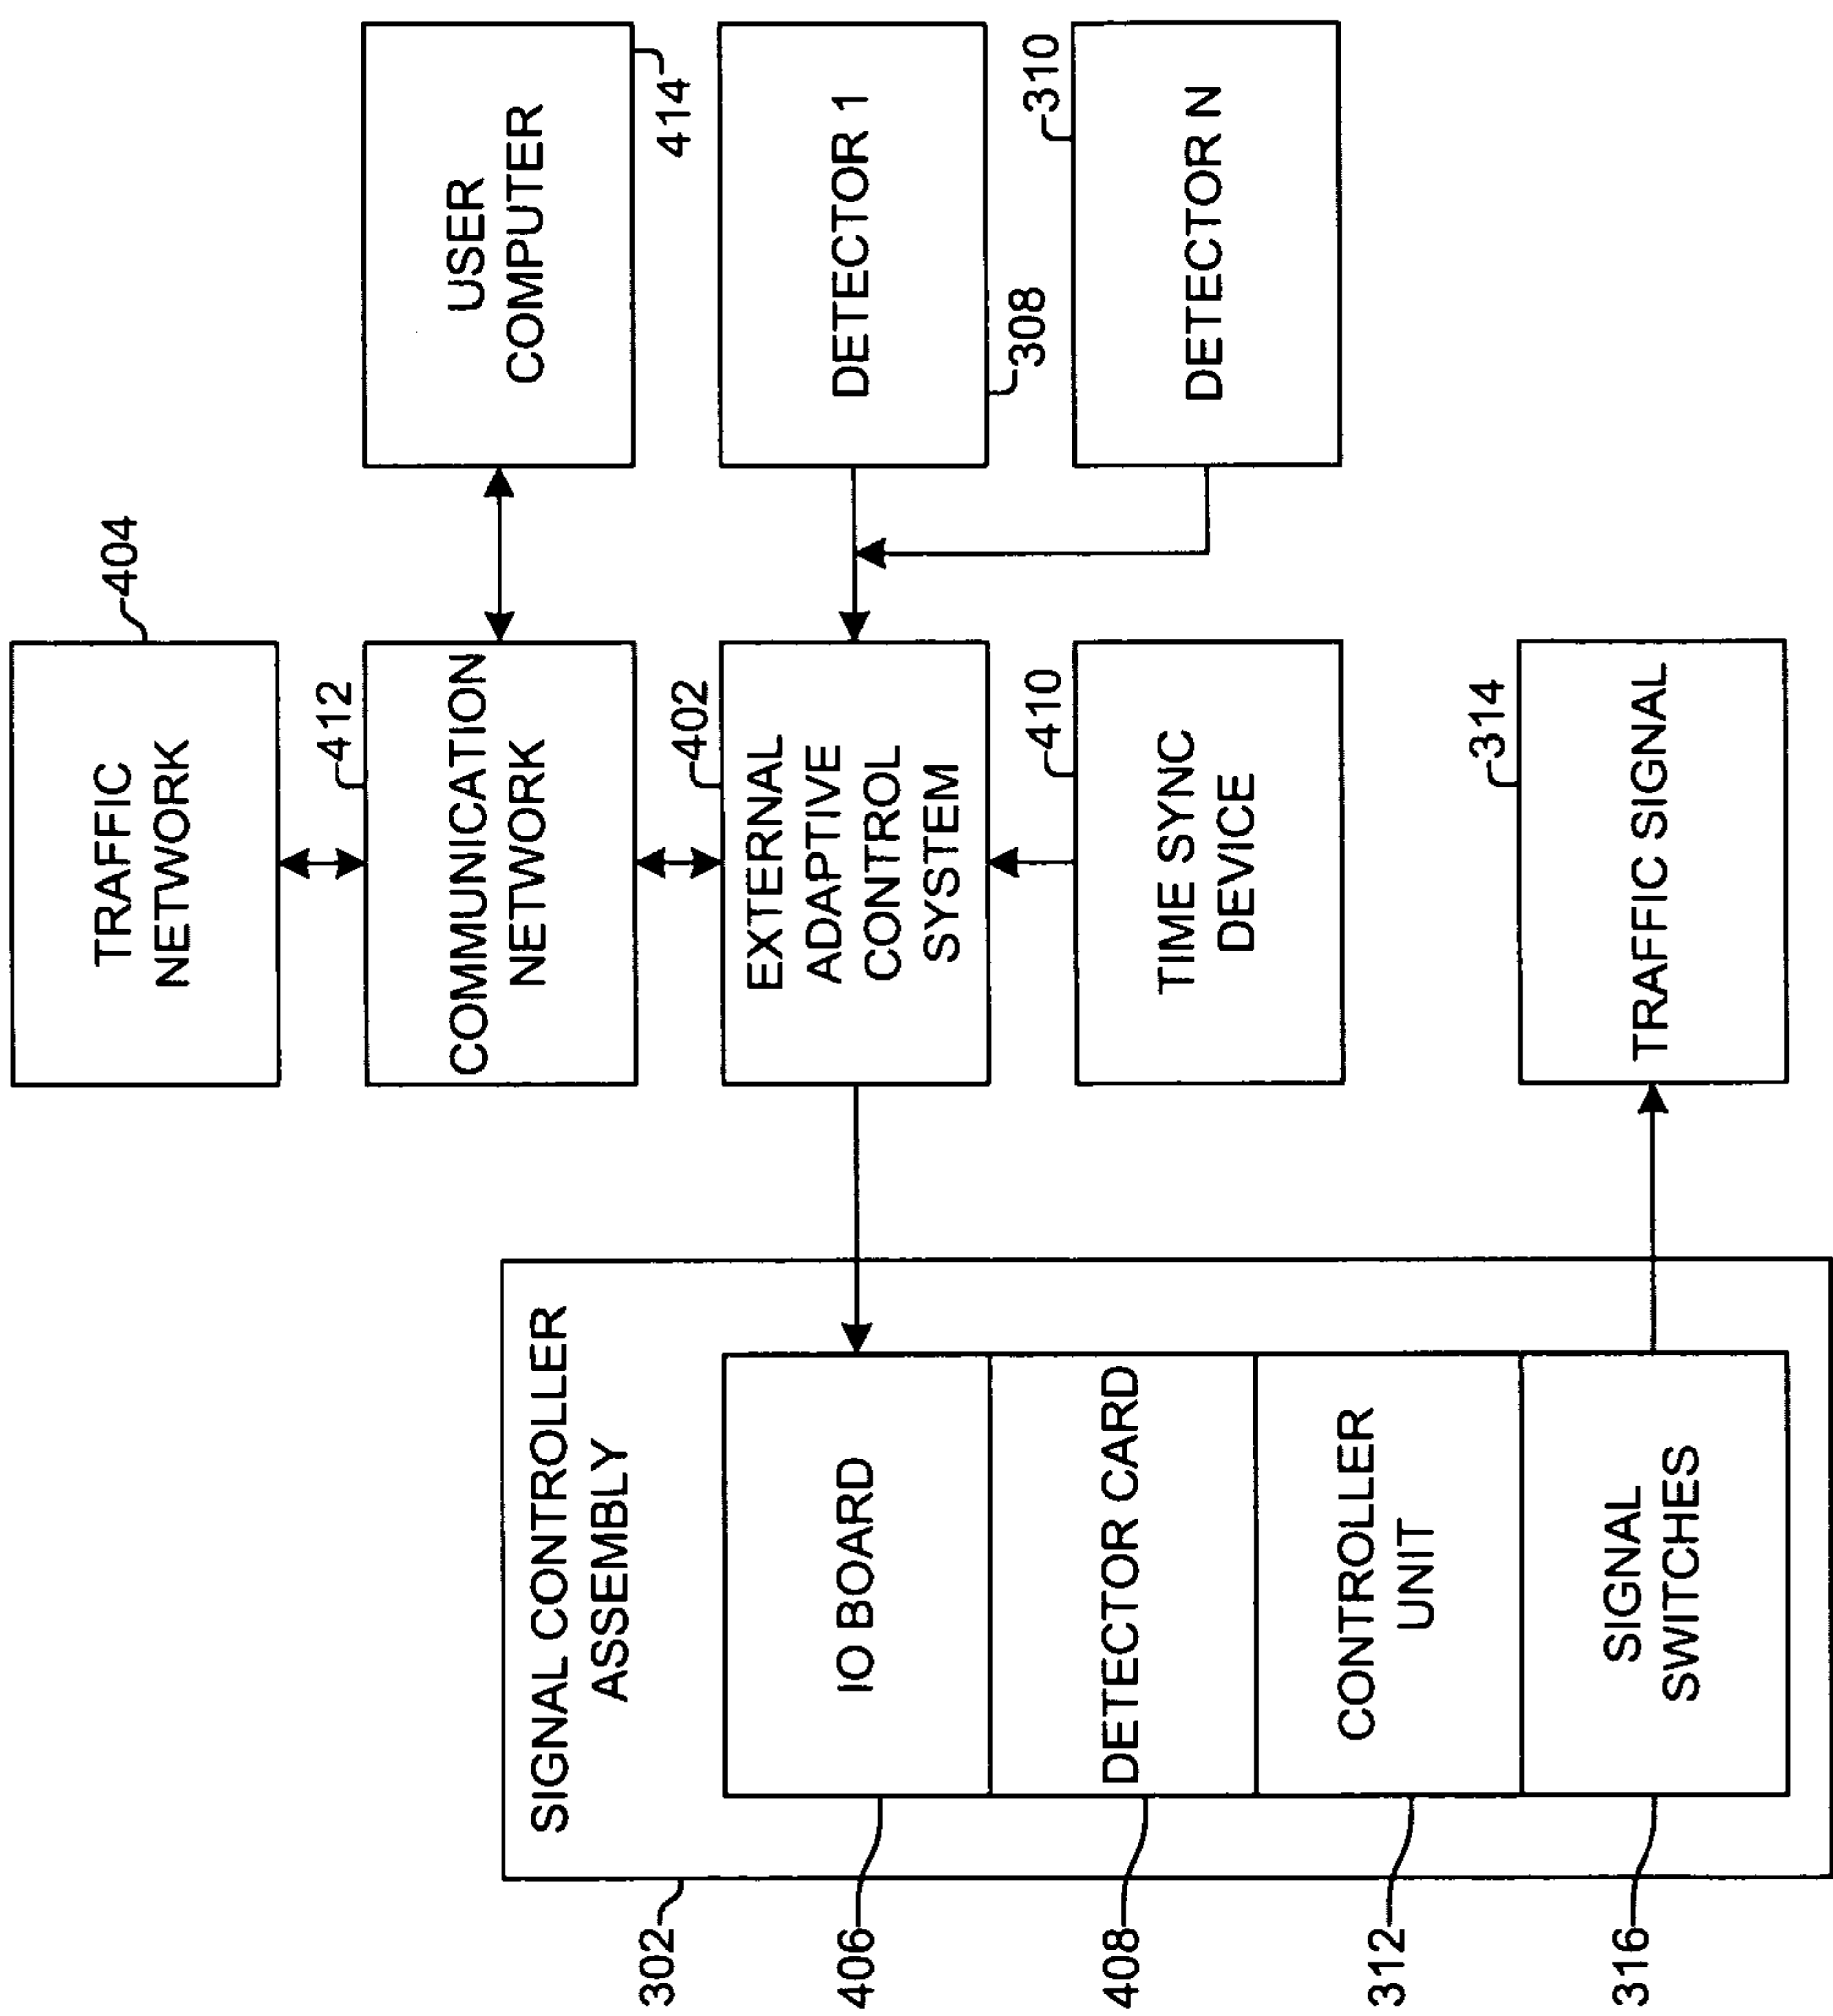 TRAFFIC
NETWORK
404
COMMUNICATION
NETWORK
412
USER
COMPUTER
414
EXTERNAL
ADAPTIVE
CONTROL
SYSTEM
402
DETECTOR 1
308
DETECTOR N
310
TIME SYNC
DEVICE
410
TRAFFIC SIGNAL
314
SIGNAL CONTROLLER
ASSEMBLY
302
IO BOARD
406
DETECTOR CARD
408
CONTROLLER
UNIT
312
SIGNAL
SWITCHES
316